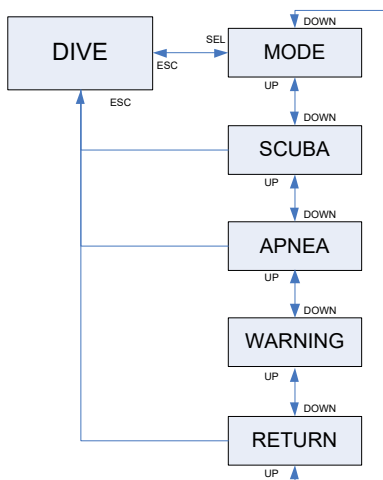 DOWN
DIVE
SEL
MODE
ESC
UP
ESC
DOWN
SCUBA
UP
DOWN
APNEA
UP
DOWN
WARNING
UP
DOWN
RETURN
UP